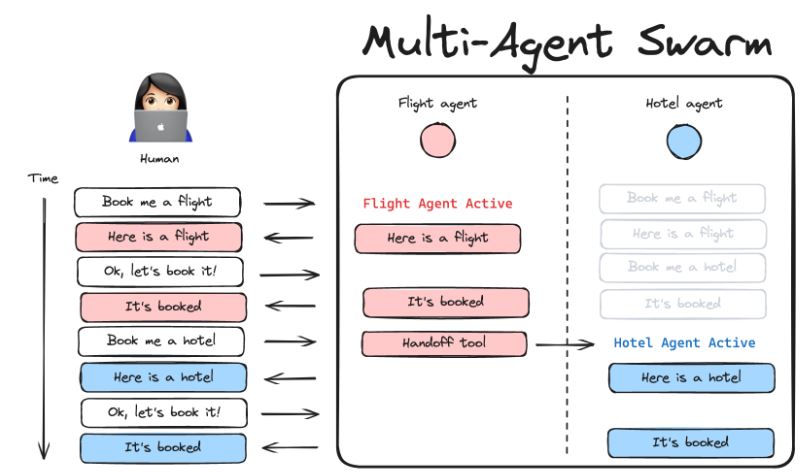 Multi-Agent Swarm
Human
Time
Book me a flight
Here is a flight
Ok, let's book it!
It's booked
Book me a hotel
Here is a hotel
Ok, let's book it!
It's booked
Flight agent
Flight Agent Active
Here is a flight
It's booked
Handoff tool
Hotel agent
Book me a flight
Here is a flight
Book me a hotel
It's booked
Hotel Agent Active
Here is a hotel
It's booked